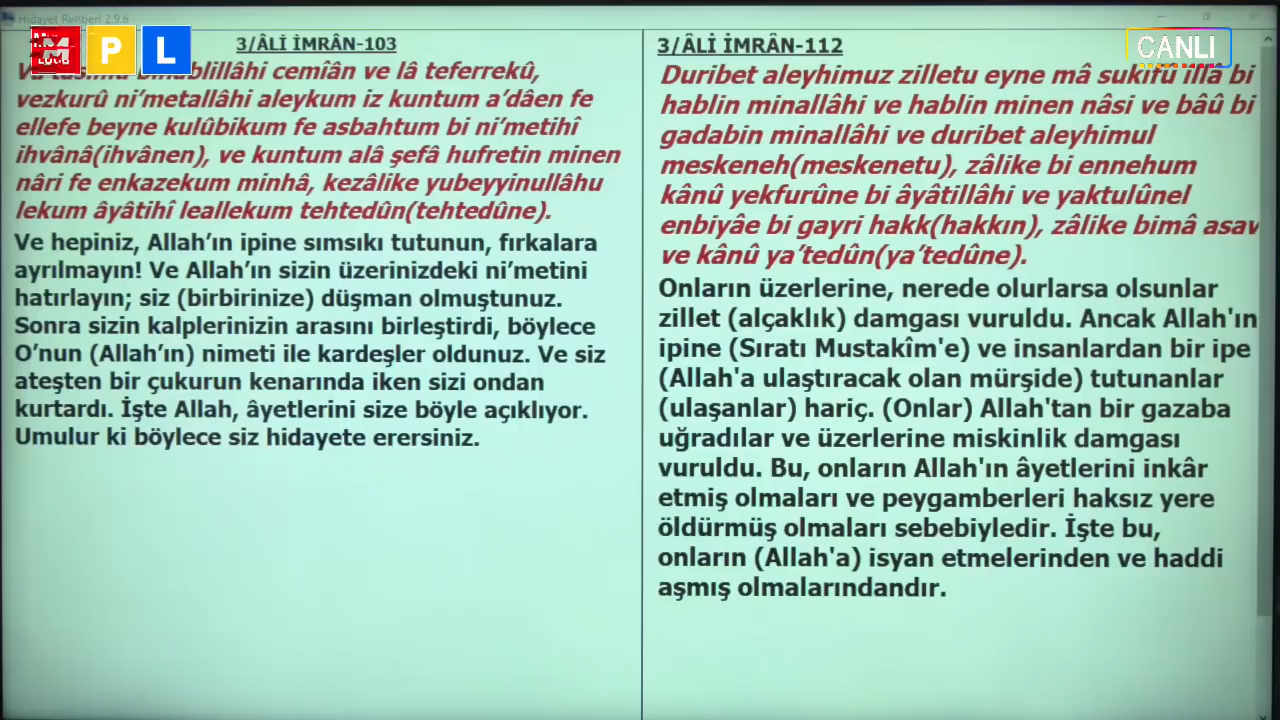 Hidayet Rehberi 2.9.6
M P L
CANLI
3/ÂLİ İMRÂN-103
cemîân ve lâ teferrekû,
vezkurû ni’metallâhi aleykum iz kuntum a’dâen fe
ellefe beyne kulûbikum fe asbahtum bi ni’metihî
ihvânâ(ihvânen), ve kuntum alâ şefâ hufretin minen
nâri fe enkazekum minhâ, kezâlike yubeyyinullâhu
lekum âyâtihî leallekum tehtedûn(tehtedûne).
Ve hepiniz, Allah’ın ipine sımsıkı tutunun, fırkalara
ayrılmayın! Ve Allah’ın sizin üzerinizdeki ni’metini
hatırlayın; siz (birbirinize) düşman olmuştunuz.
Sonra sizin kalplerinizin arasını birleştirdi, böylece
O’nun (Allah’ın) nimeti ile kardeşler oldunuz. Ve siz
ateşten bir çukurun kenarında iken sizi ondan
kurtardı. İşte Allah, âyetlerini size böyle açıklıyor.
Umulur ki böylece siz hidayete erersiniz.
3/ÂLİ İMRÂN-112
Duribet aleyhimuz zilletu eyne mâ sukıfû illâ bi
hablin minallâhi ve hablin minen nâsi ve bâû bi
gadabin minallâhi ve duribet aleyhimul
meskeneh(meskenetu), zâlike bi ennehum
kânû yekfurûne bi âyâtillâhi ve yaktulûnel
enbiyâe bi gayri hakk(hakkın), zâlike bimâ asav
ve kânû ya’tedûn(ya’tedûne).
Onların üzerlerine, nerede olurlarsa olsunlar
zillet (alçaklık) damgası vuruldu. Ancak Allah'ın
ipine (Sıratı Mustakîm'e) ve insanlardan bir ipe
(Allah'a ulaştıracak olan mürşide) tutunanlar
(ulaşanlar) hariç. (Onlar) Allah'tan bir gazaba
uğradılar ve üzerlerine miskinlik damgası
vuruldu. Bu, onların Allah'ın âyetlerini inkâr
etmiş olmaları ve peygamberleri haksız yere
öldürmüş olmaları sebebiyledir. İşte bu,
onların (Allah'a) isyan etmelerinden ve haddi
aşmış olmalarındandır.